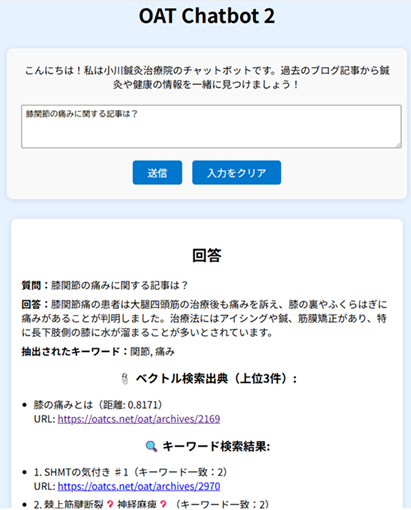 OAT Chatbot 2
こんにちは！私は小川鍼灸治療院のチャットボットです。過去のブログ記事から鍼
灸や健康の情報を一緒に見つけましょう！
膝関節の痛みに関する記事は？
送信
入力をクリア
回答
質問：膝関節の痛みに関する記事は？
回答：膝関節痛の患者は大腿四頭筋の治療後も痛みを訴え、膝の裏やふくらはぎに
痛みがあることが判明しました。治療法にはアイシングや鍼、筋膜矯正があり、特
に長下肢側の膝に水が溜まることが多いとされています。
抽出されたキーワード：関節, 痛み
ベクトル検索出典（上位3件）:
膝の痛みとは（距離: 0.8171）
URL: https://oatcs.net/oat/archives/2169
キーワード検索結果:
1. SHMTの気付き ♯1（キーワード一致：2）
URL: https://oatcs.net/oat/archives/2970
2. 棘上筋腱断裂❓神経麻痺❓（キーワード一致：2）